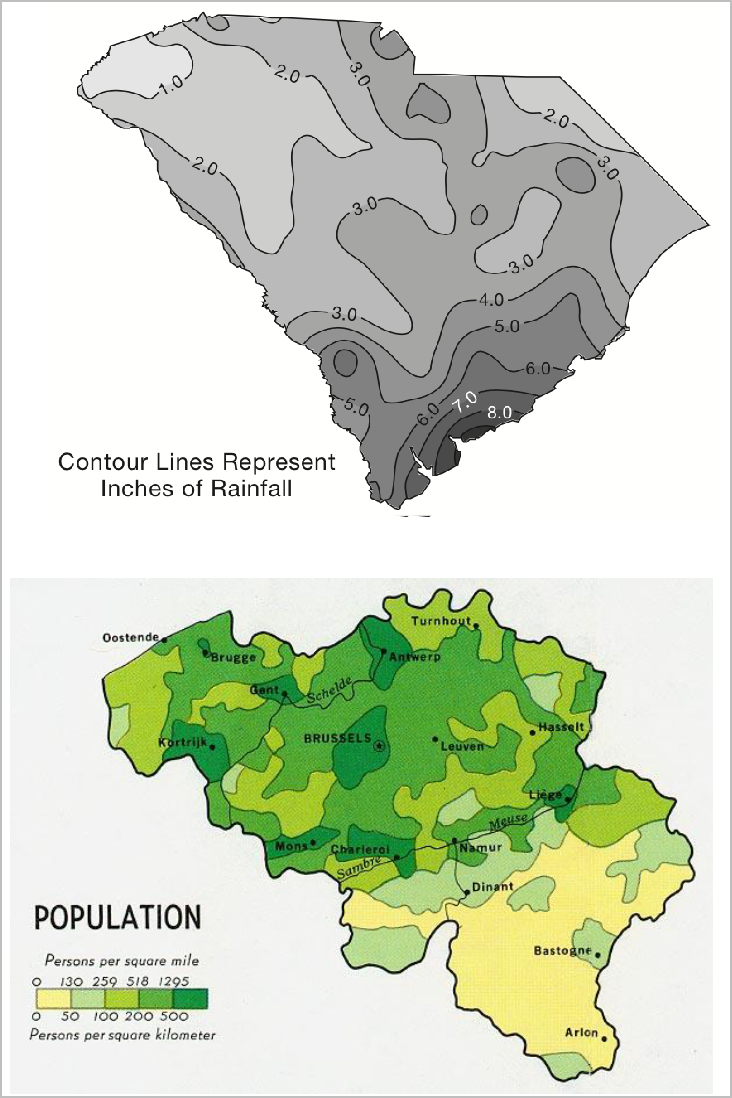 1.0
2.0
3.0
2.0
2.0
3.0
3.0
3.0
3.0
4.0
5.0
6.0
5.0
6.0
7.0
8.0
Contour Lines Represent
Inches of Rainfall
Turnhout
Oostende
Brugge
Antwerp
Gent
Schelde
Kortrijk
BRUSSELS
Leuven
Hasselt
Liège
Meuse
Mons
Charleroi
Namur
Sambre
Dinant
Bastogne
Arlon
POPULATION
Persons per square mile
0 130 259 518 1295
0 50 100 200 500
Persons per square kilometer